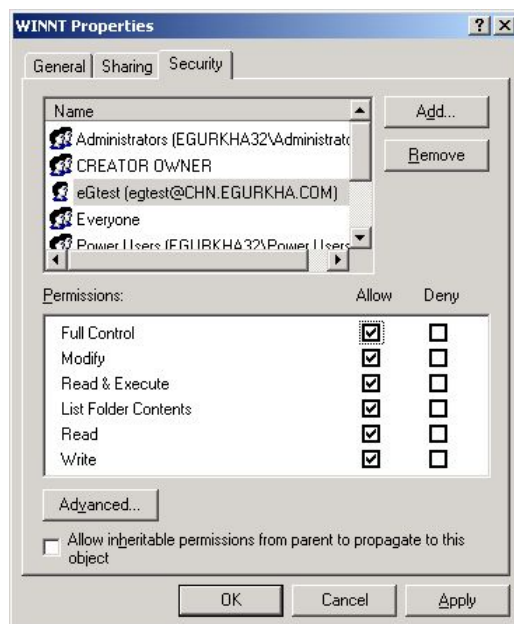 WINNT Properties
? X
General Sharing Security
Name
Administrators (EGURKHA32\Administratc
CREATOR OWNER
eGtest (egtest@CHN.EGURKHA.COM)
Everyone
Power Users (EGURKHA32\Power Users
Add...
Remove
Permissions: Allow Deny
Full Control
Modify
Read & Execute
List Folder Contents
Read
Write
Advanced...
Allow inheritable permissions from parent to propagate to this
object
OK Cancel Apply